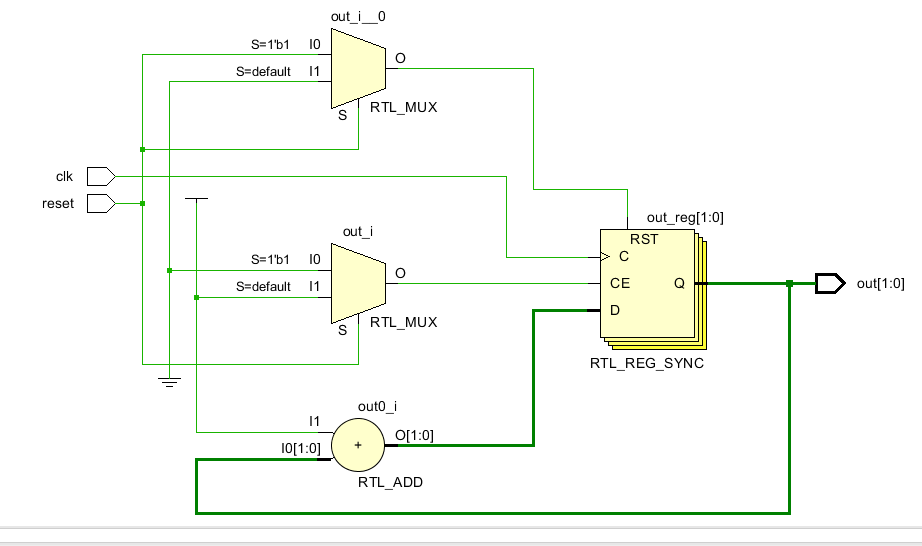 out_i__0
S=1'b1 I0
O
S=default I1
S
RTL_MUX
clk
reset
out_reg[1:0]
out_i
RST
S=1'b1 I0
C
O
CE
Q
out[1:0]
S=default I1
D
S
RTL_MUX
RTL_REG_SYNC
out0_i
I1
O[1:0]
I0[1:0]
+
RTL_ADD